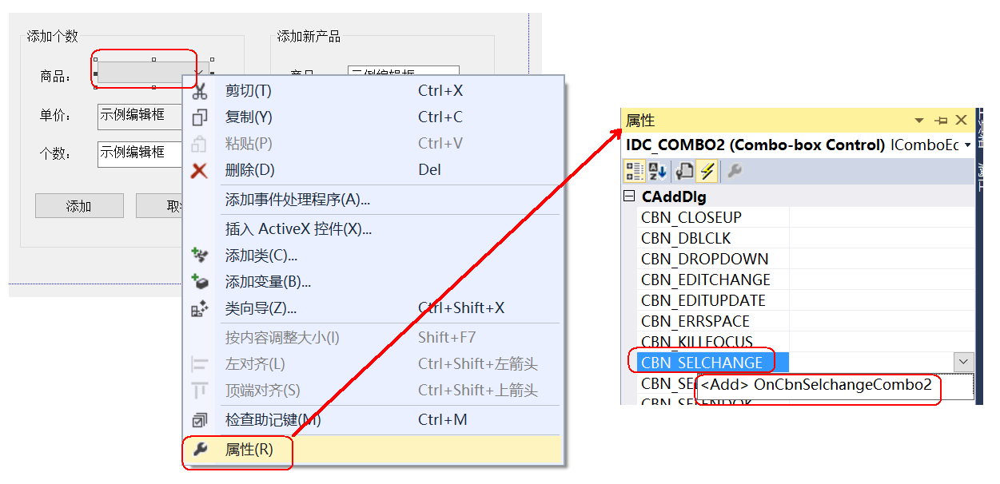 添加个数
添加新产品
商品：
商品
示例编辑框
单价：
示例编辑框
个数：
示例编辑框
添加
取
剪切(T) Ctrl+X
复制(Y) Ctrl+C
粘贴(P) Ctrl+V
删除(D) Del
添加事件处理程序(A)...
插入 ActiveX 控件(X)...
添加类(C)...
添加变量(B)...
类向导(Z)... Ctrl+Shift+X
按内容调整大小(I) Shift+F7
左对齐(L) Ctrl+Shift+左箭头
顶端对齐(S) Ctrl+Shift+上箭头
检查助记键(M) Ctrl+M
属性(R)
属性
IDC_COMBO2 (Combo-box Control) IComboEc
CAddDlg
CBN_CLOSEUP
CBN_DBLCLK
CBN_DROPDOWN
CBN_EDITCHANGE
CBN_EDITUPDATE
CBN_ERRSPACE
CBN_KILLFOCUS
CBN_SELCHANGE
CBN_SE
<Add> OnCbnSelchangeCombo2
CBN_SELENDOK